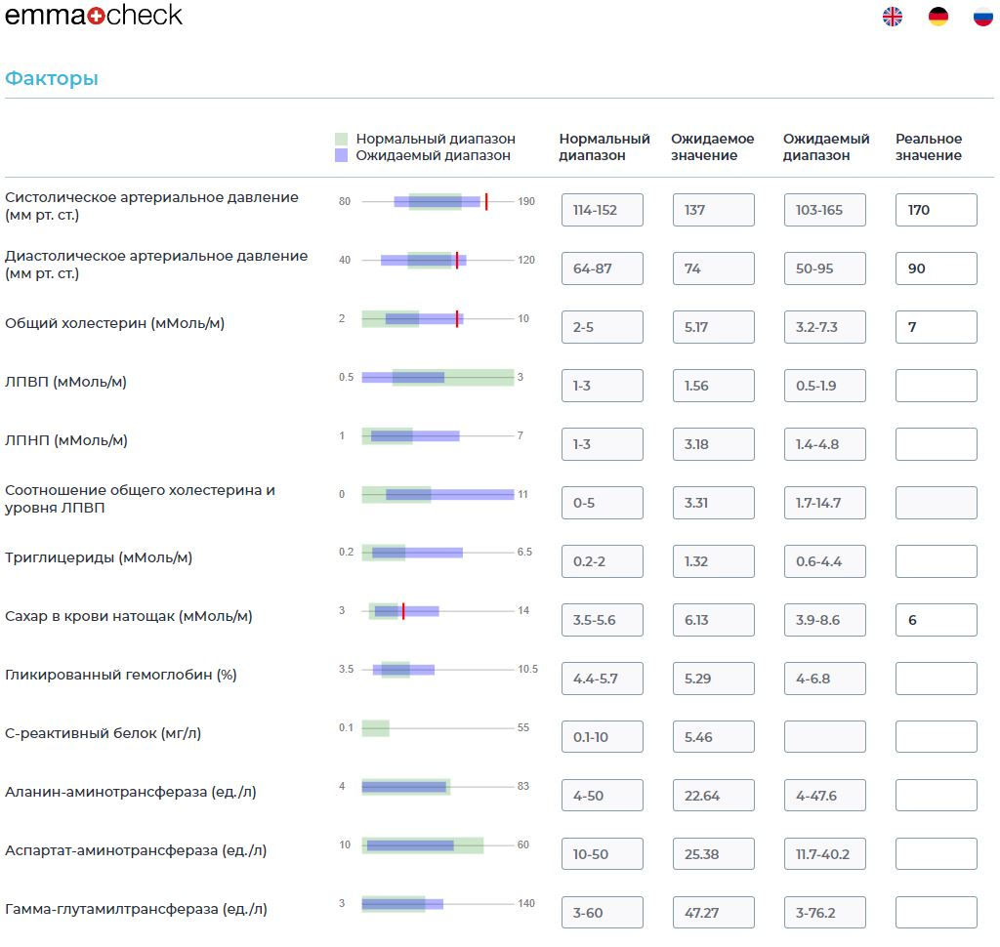 emma check
Факторы
Нормальный диапазон
Ожидаемый диапазон
Нормальный диапазон
Ожидаемое значение
Ожидаемый диапазон
Реальное значение
Систолическое артериальное давление
(мм рт. ст.)
80 190 114-152 137 103-165 170
Диастолическое артериальное давление
(мм рт. ст.)
40 120 64-87 74 50-95 90
Общий холестерин (мМоль/м) 2 10 2-5 5.17 3.2-7.3 7
ЛПВП (мМоль/м) 0.5 3 1-3 1.56 0.5-1.9
ЛПНП (мМоль/м) 1 7 1-3 3.18 1.4-4.8
Соотношение общего холестерина и
уровня ЛПВП
0 11 0-5 3.31 1.7-14.7
Триглицериды (мМоль/м) 0.2 6.5 0.2-2 1.32 0.6-4.4
Сахар в крови натощак (мМоль/м) 3 14 3.5-5.6 6.13 3.9-8.6 6
Гликированный гемоглобин (%) 3.5 10.5 4.4-5.7 5.29 4-6.8
С-реактивный белок (мг/л) 0.1 55 0.1-10 5.46
Аланин-аминотрансфераза (ед./л) 4 83 4-50 22.64 4-47.6
Аспартат-аминотрансфераза (ед./л) 10 60 10-50 25.38 11.7-40.2
Гамма-глутамилтрансфераза (ед./л) 3 140 3-60 47.27 3-76.2